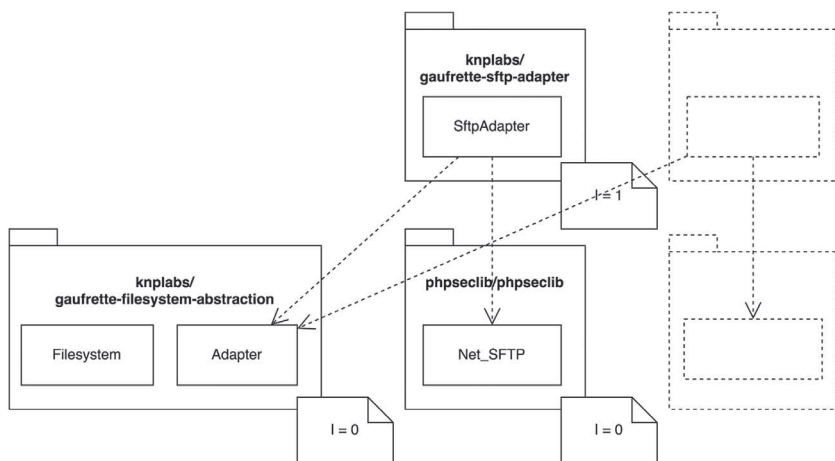 knplabs/
gaufrette-sftp-adapter
SftpAdapter
I = 1
knplabs/
gaufrette-filesystem-abstraction
Filesystem
Adapter
I = 0
phpseclib/phpseclib
Net_SFTP
I = 0